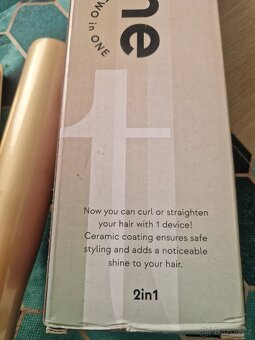 ne
TWO in ONE
t
Now you can curl or straighten
your hair with 1 device!
Ceramic coating ensures safe
styling and adds a noticeable
shine to your hair.
2in1